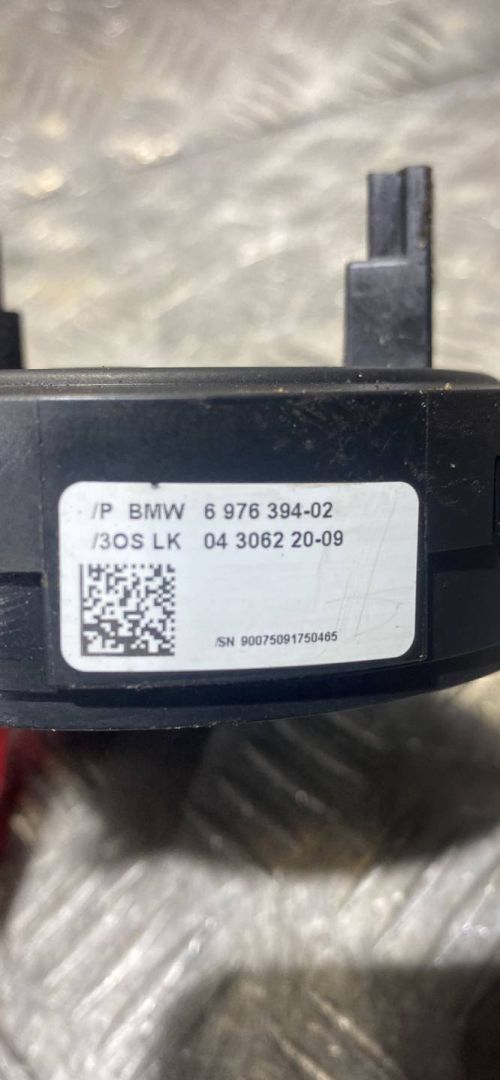 /P BMW 6 976 394-02
/3OS LK 04 3062 20-09
/SN 90075091750465